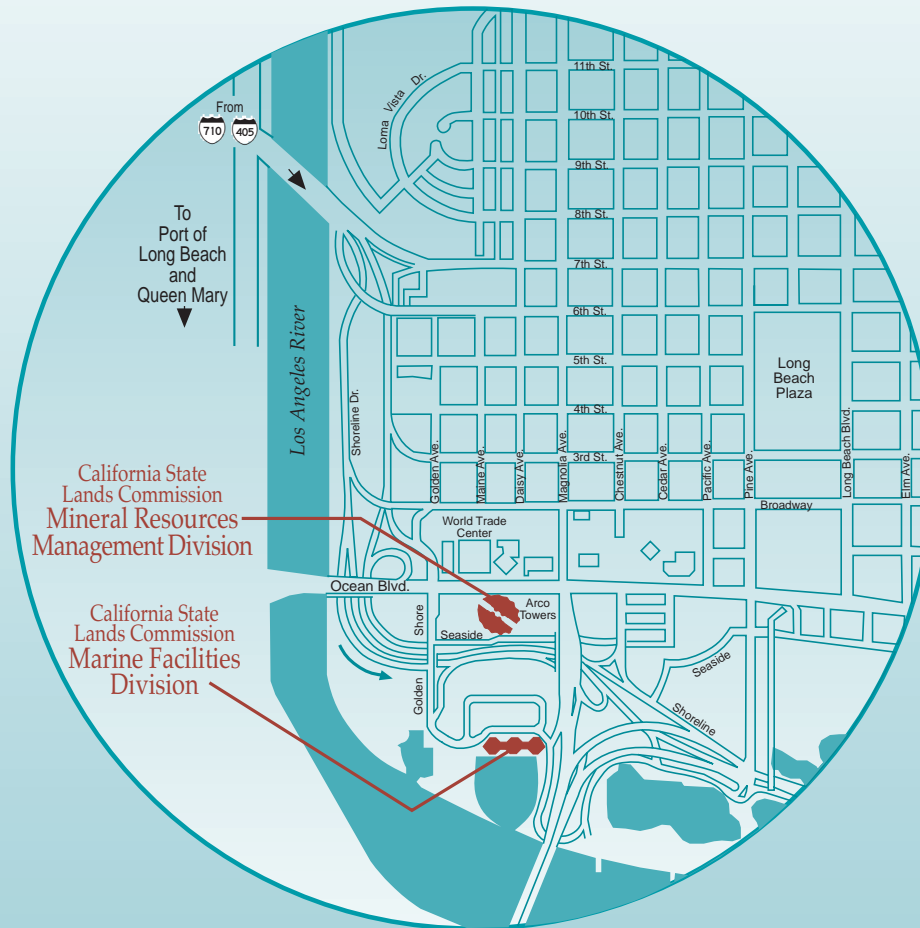 11th St.
Loma Vista Dr.
From
710 405
10th St.
9th St.
To
Port of
Long Beach
and
Queen Mary
8th St.
7th St.
6th St.
Los Angeles River
5th St.
Long
Beach
Plaza
Shoreline Dr.
4th St.
3rd St.
Golden Ave.
Maine Ave.
Daisy Ave.
Magnolia Ave.
Chestnut Ave.
Cedar Ave.
Pacific Ave.
Pine Ave.
Long Beach Blvd.
Elm Ave.
California State
Lands Commission
Mineral Resources
Management Division
Broadway
World Trade
Center
Ocean Blvd.
Arco
Towers
California State
Lands Commission
Marine Facilities
Division
Shore
Seaside
Golden
Seaside
Shoreline